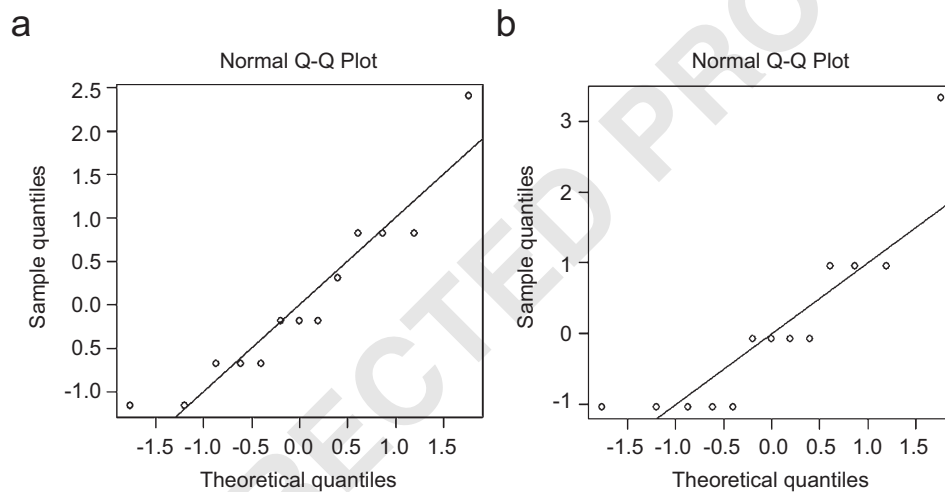 a
b
Normal Q-Q Plot
Normal Q-Q Plot
2.5
2.0
1.5
1.0
0.5
0.0
0.5
-1.0
Sample quantiles
-1.5 -1.0 -0.5 0.0 0.5 1.0 1.5
Theoretical quantiles
3
2
1
0
-1
Sample quantiles
-1.5 -1.0 -0.5 0.0 0.5 1.0 1.5
Theoretical quantiles
RECTED PRO